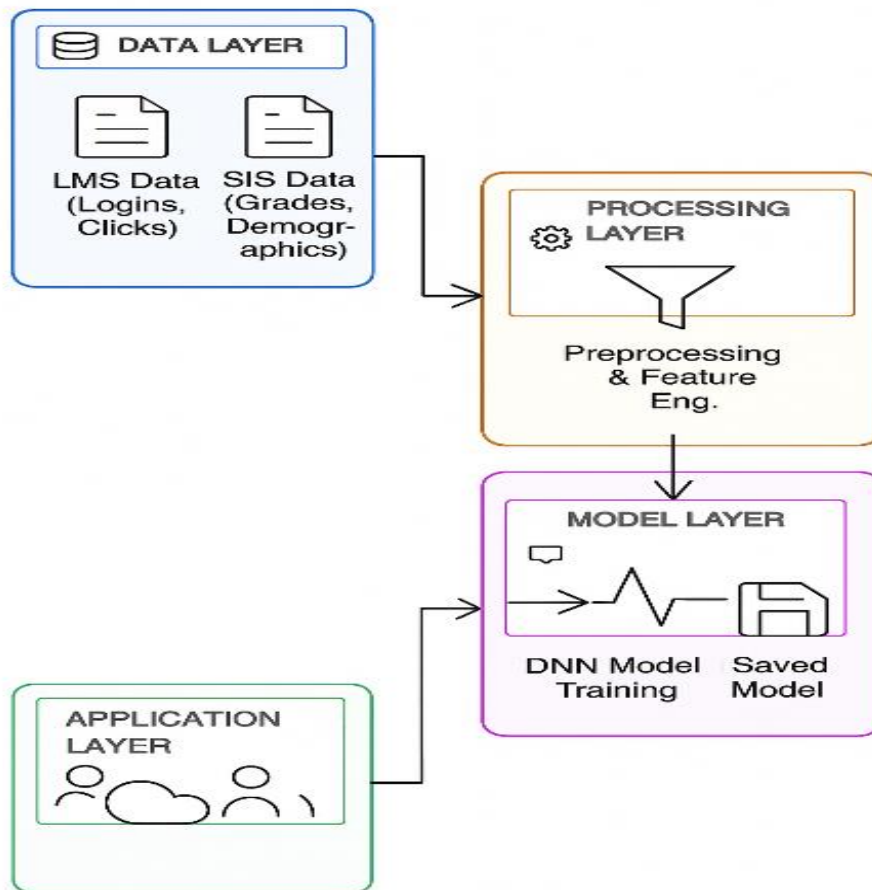 DATA LAYER
LMS Data
(Logins,
Clicks)
SIS Data
(Grades,
Demogr-
aphics)
PROCESSING
LAYER
Preprocessing
& Feature
Eng.
MODEL LAYER
DNN Model
Training
Saved
Model
APPLICATION
LAYER